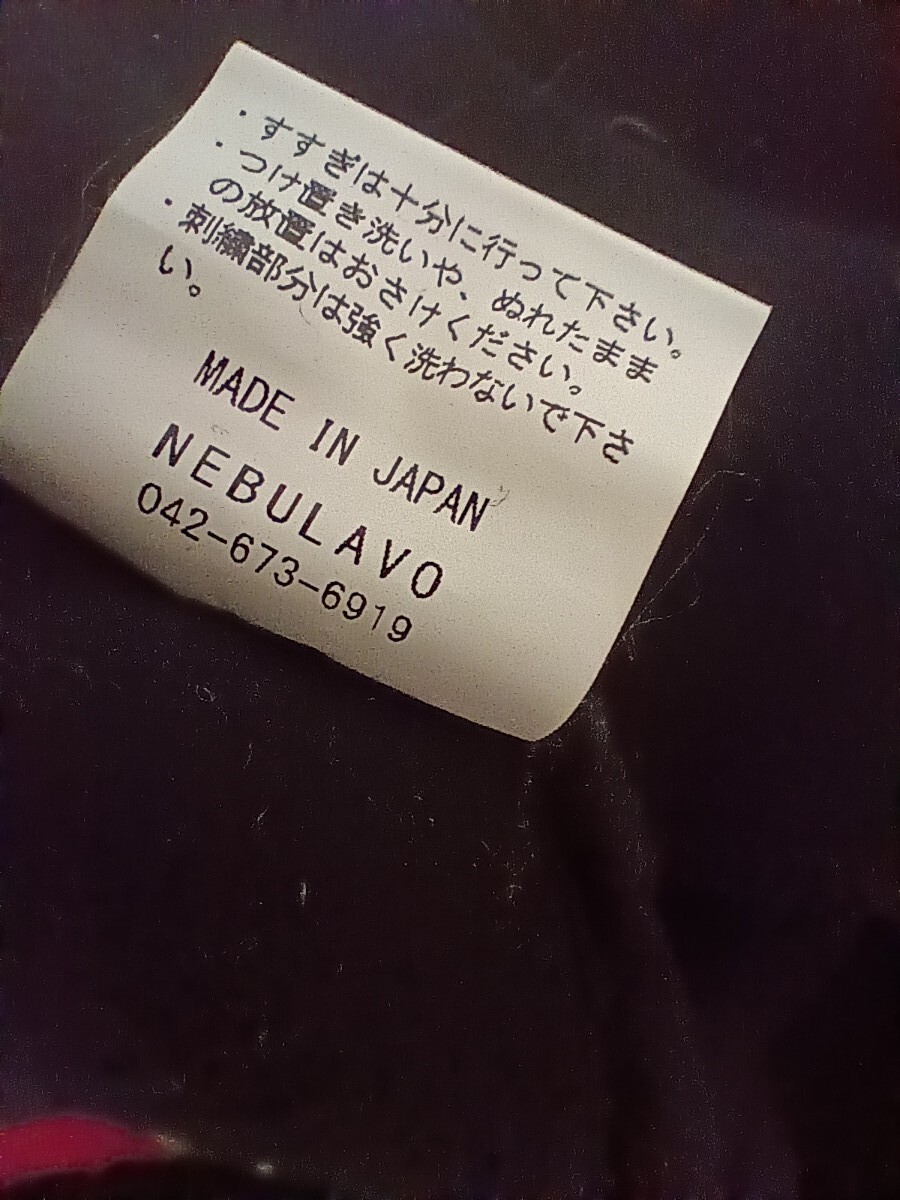 ・すすぎは十分に行って下さい。
・つけ置き洗いや、ぬれたまま
の放置はおさけください。
・刺繍部分は強く洗わないで下さ
い。
MADE IN JAPAN
NEBULAVO
042-673-6919